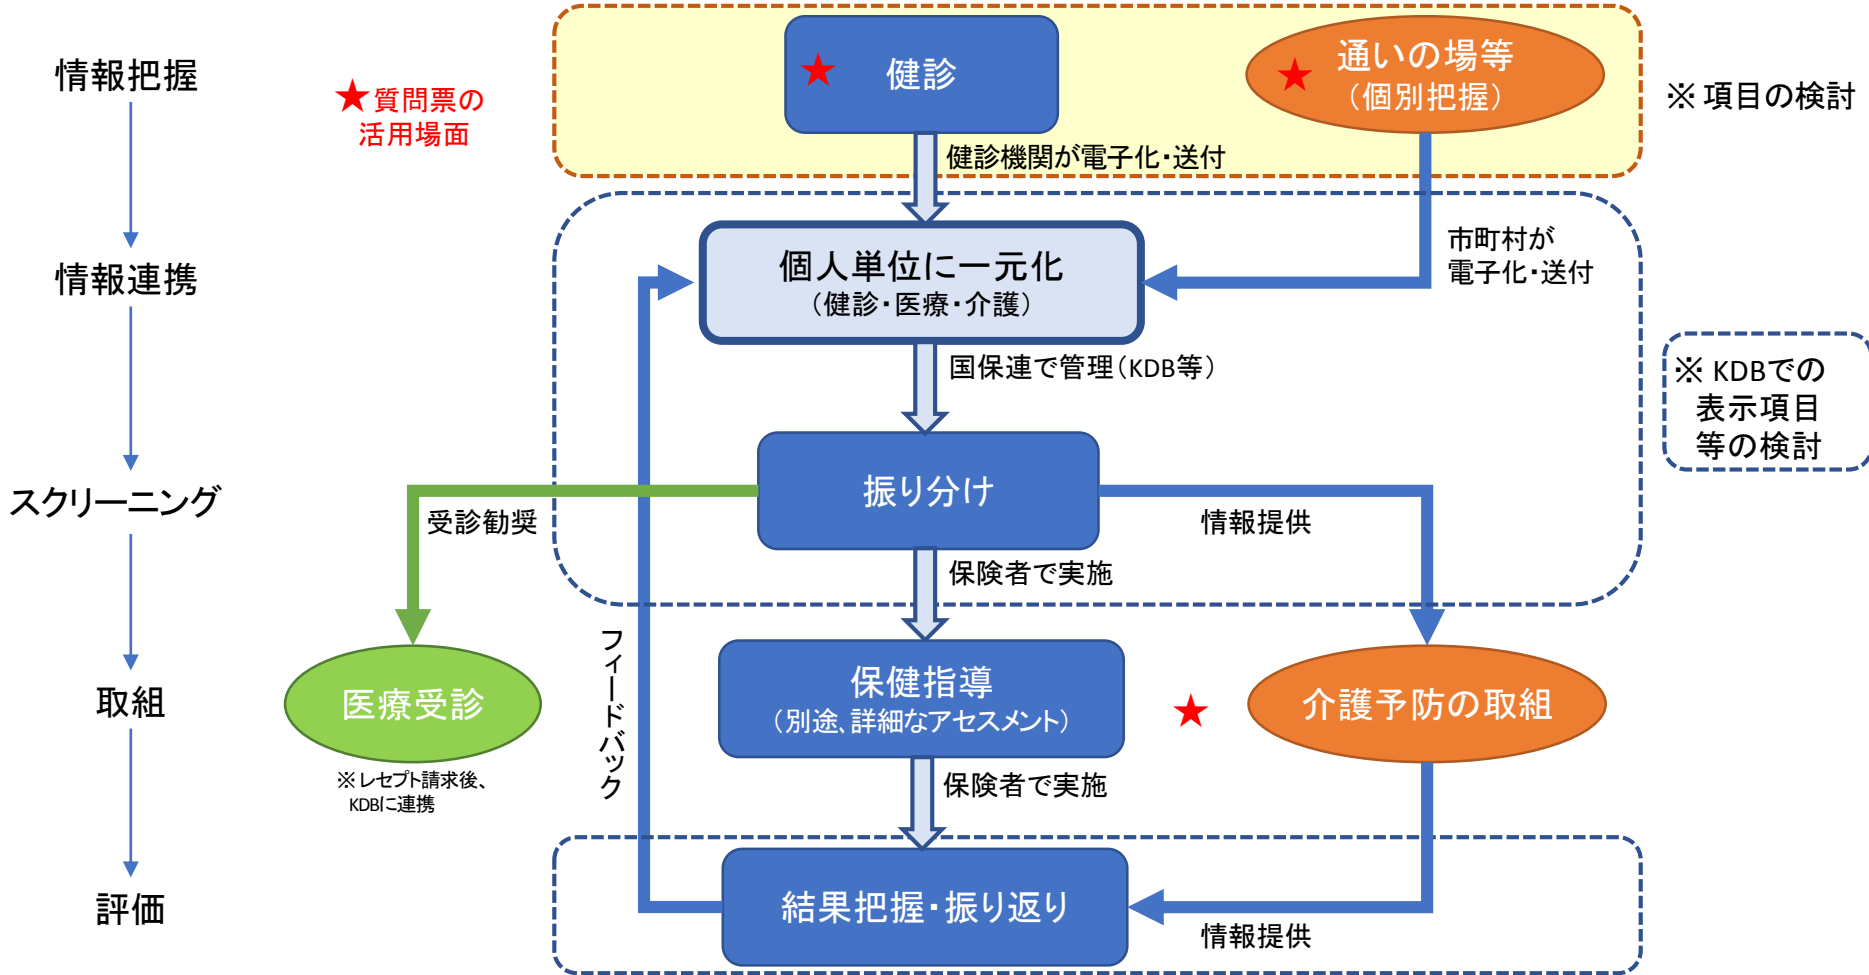 情報把握
★質問票の
活用場面
★ 健診
★ 通いの場等
（個別把握）
※ 項目の検討
健診機関が電子化・送付
情報連携
個人単位に一元化
（健診・医療・介護）
市町村が
電子化・送付
国保連で管理（KDB等）
※ KDBでの
表示項目
等の検討
スクリーニング
振り分け
受診勧奨
情報提供
保険者で実施
フィードバック
取組
医療受診
※レセプト請求後、
KDBに連携
保健指導
（別途、詳細なアセスメント）
★
介護予防の取組
保険者で実施
評価
結果把握・振り返り
情報提供